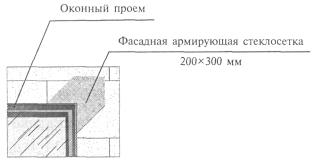 Оконный проем
Фасадная армирующая стеклосетка
200×300 мм